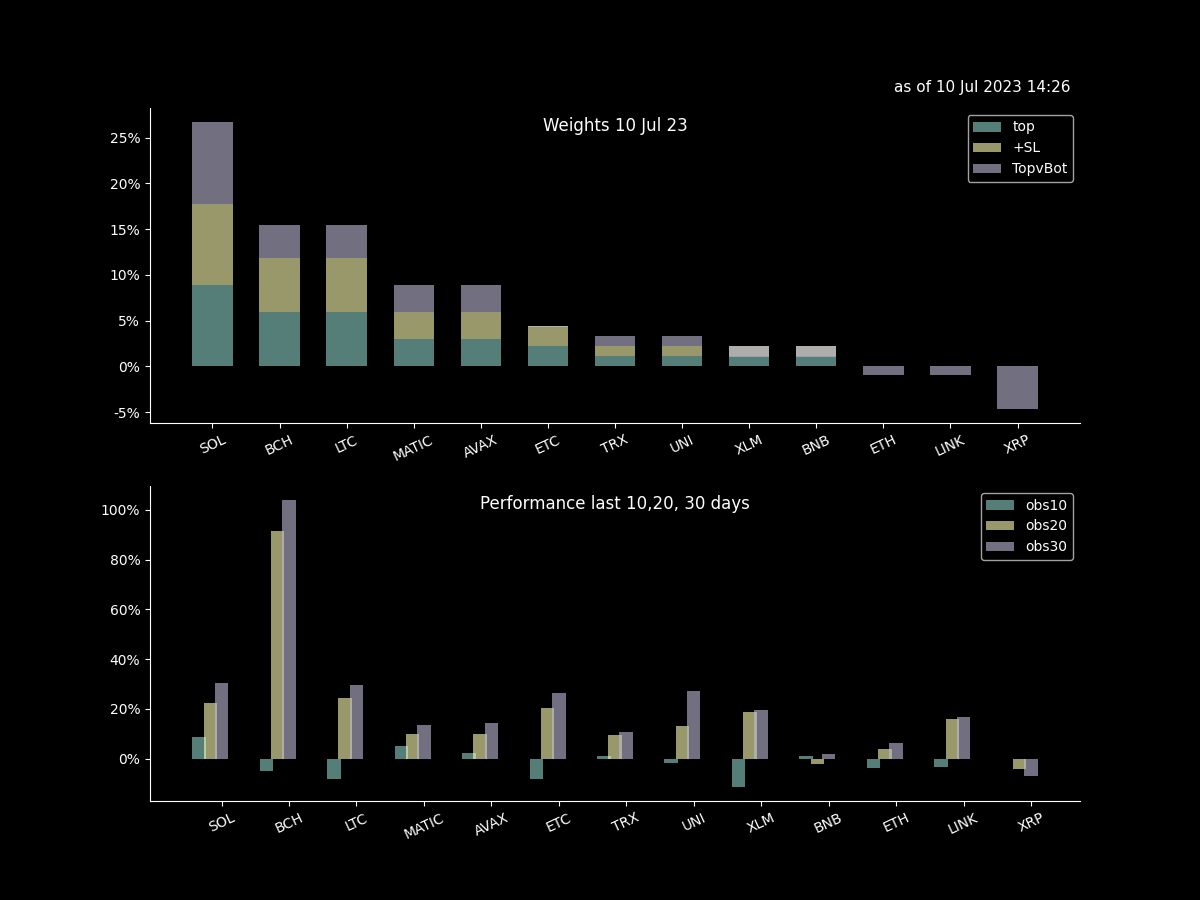 as of 10 Jul 2023 14:26
Weights 10 Jul 23
top
+SL
TopvBot
25%
20%
15%
10%
5%
0%
-5%
SOL BCH LTC MATIC AVAX ETC TRX UNI XLM BNB ETH LINK XRP
Performance last 10,20, 30 days
obs10
obs20
obs30
100%
80%
60%
40%
20%
0%
SOL BCH LTC MATIC AVAX ETC TRX UNI XLM BNB ETH LINK XRP